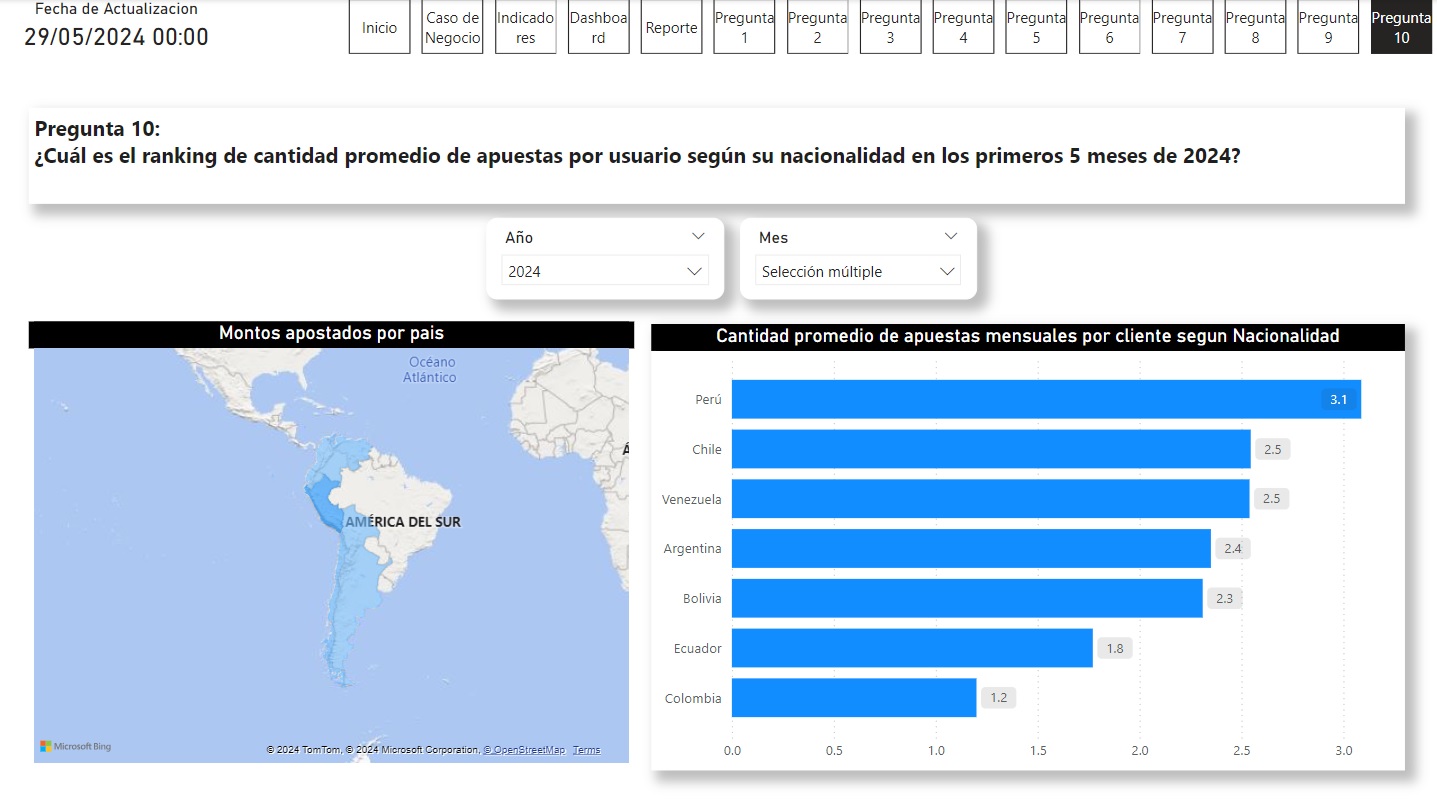 Fecha de Actualizacion
29/05/2024 00:00
Inicio
Caso de
Negocio
Indicado
res
Dashboa
rd
Reporte
Pregunta
1
Pregunta
2
Pregunta
3
Pregunta
4
Pregunta
5
Pregunta
6
Pregunta
7
Pregunta
8
Pregunta
9
Pregunta
10
Pregunta 10:
¿Cuál es el ranking de cantidad promedio de apuestas por usuario según su nacionalidad en los primeros 5 meses de 2024?
Año
2024
Mes
Selección múltiple
Montos apostados por pais
Océano
Atlántico
Á
AMÉRICA DEL SUR
Microsoft Bing
© 2024 TomTom, © 2024 Microsoft Corporation, © OpenStreetMap Terms
Cantidad promedio de apuestas mensuales por cliente segun Nacionalidad
Perú 3.1
Chile 2.5
Venezuela 2.5
Argentina 2.4
Bolivia 2.3
Ecuador 1.8
Colombia 1.2
0.0 0.5 1.0 1.5 2.0 2.5 3.0